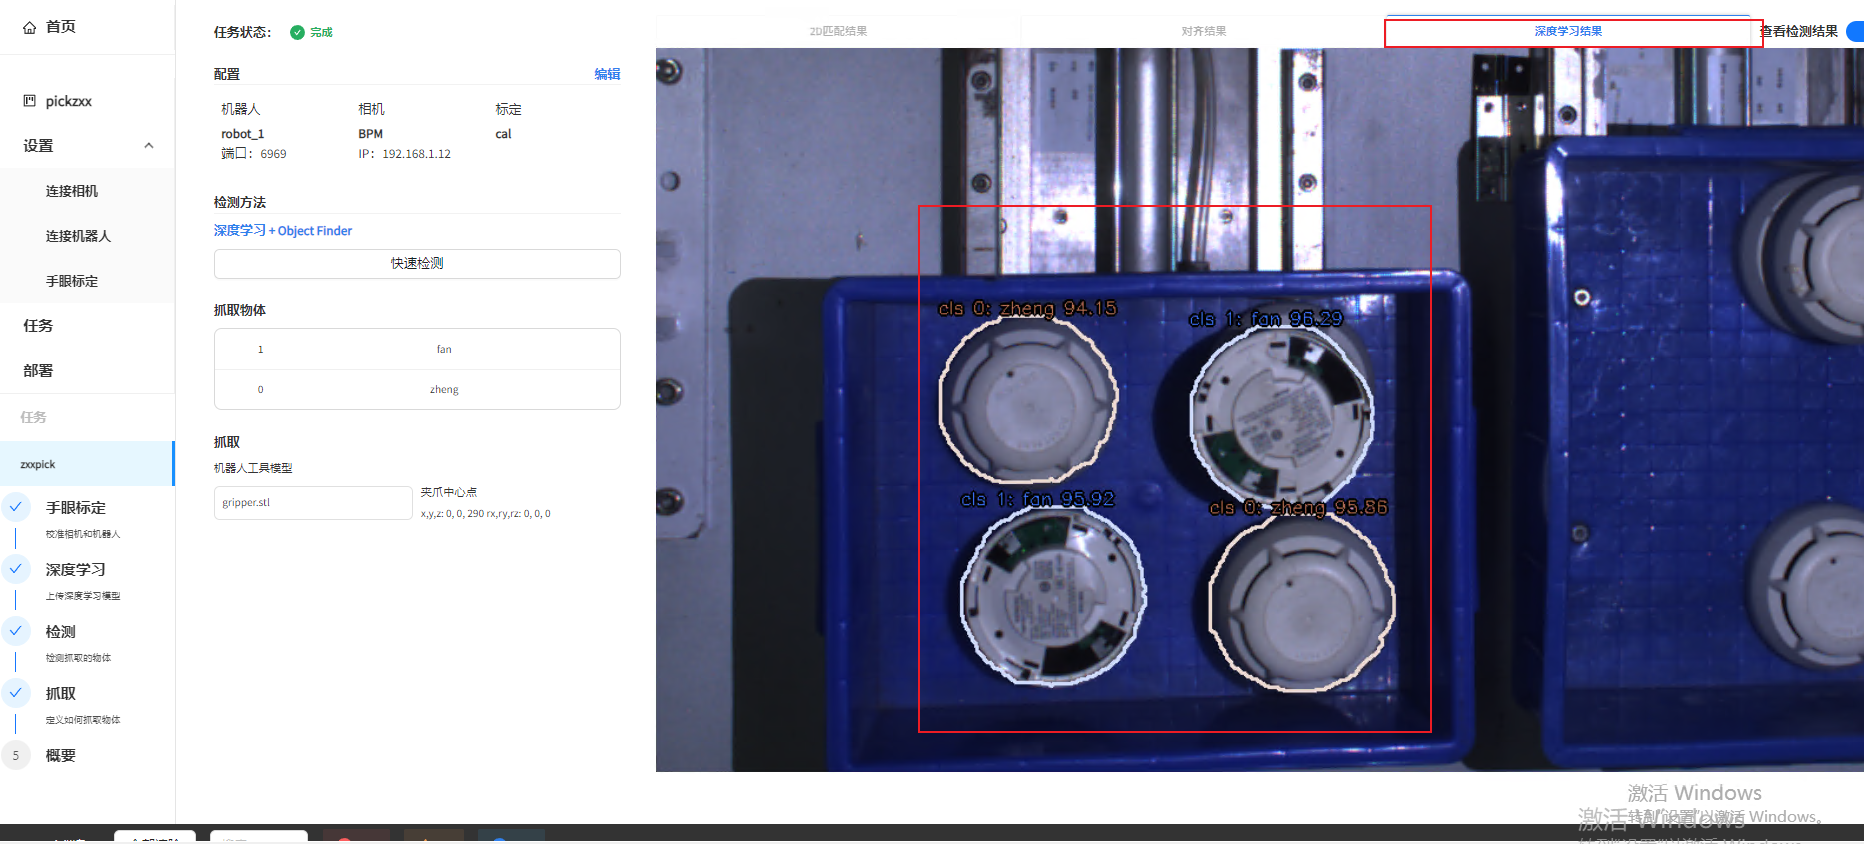 首页
pickzxx
设置
连接相机
连接机器人
手眼标定
任务
部署
任务
zxxpick
手眼标定
校准相机和机器人
深度学习
上传深度学习模型
检测
检测抓取的物体
抓取
定义如何抓取物体
5
概要
任务状态：
完成
配置
编辑
机器人
相机
标定
robot_1
BPM
cal
端口：6969
IP：192.168.1.12
检测方法
深度学习 + Object Finder
快速检测
抓取物体
1
fan
0
zheng
抓取
机器人工具模型
gripper.stl
夹爪中心点
x,y,z: 0, 0, 290 rx,ry,rz: 0, 0, 0
2D匹配结果
对齐结果
深度学习结果
查看检测结果
cls 0: zheng 94.15
cls 1: fan 96.29
cls 1: fan 95.92
cls 0: zheng 95.86
激活 Windows
转到"设置"以激活 Windows。
激活 Windows